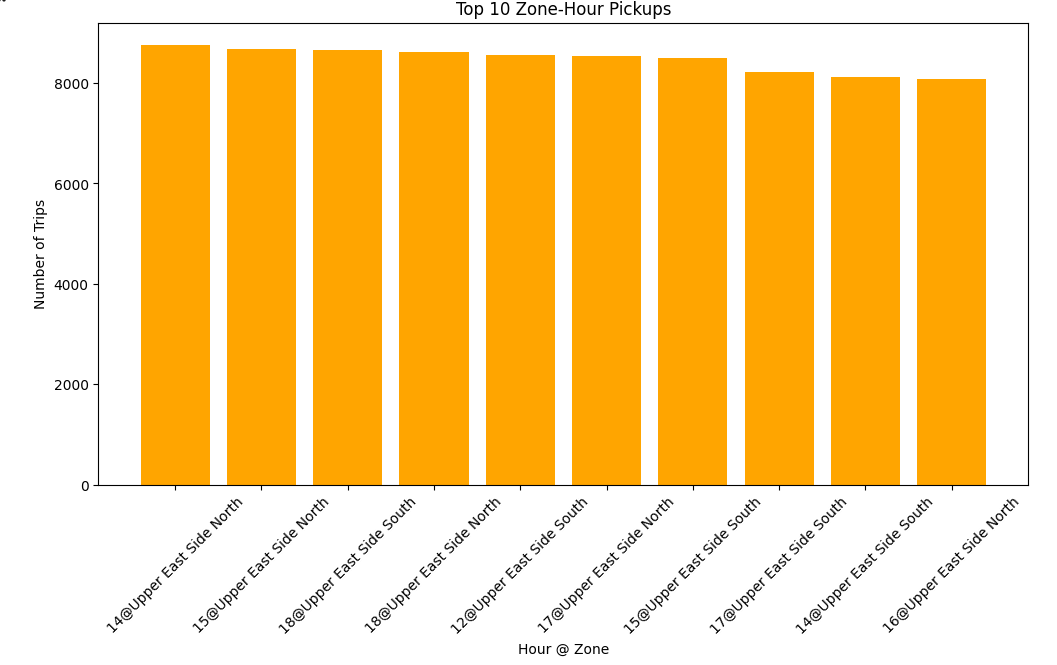 Top 10 Zone-Hour Pickups
Number of Trips
8000
6000
4000
2000
0
14@Upper East Side North
15@Upper East Side North
18@Upper East Side South
18@Upper East Side North
12@Upper East Side South
17@Upper East Side North
15@Upper East Side South
17@Upper East Side South
14@Upper East Side South
16@Upper East Side North
Hour @ Zone